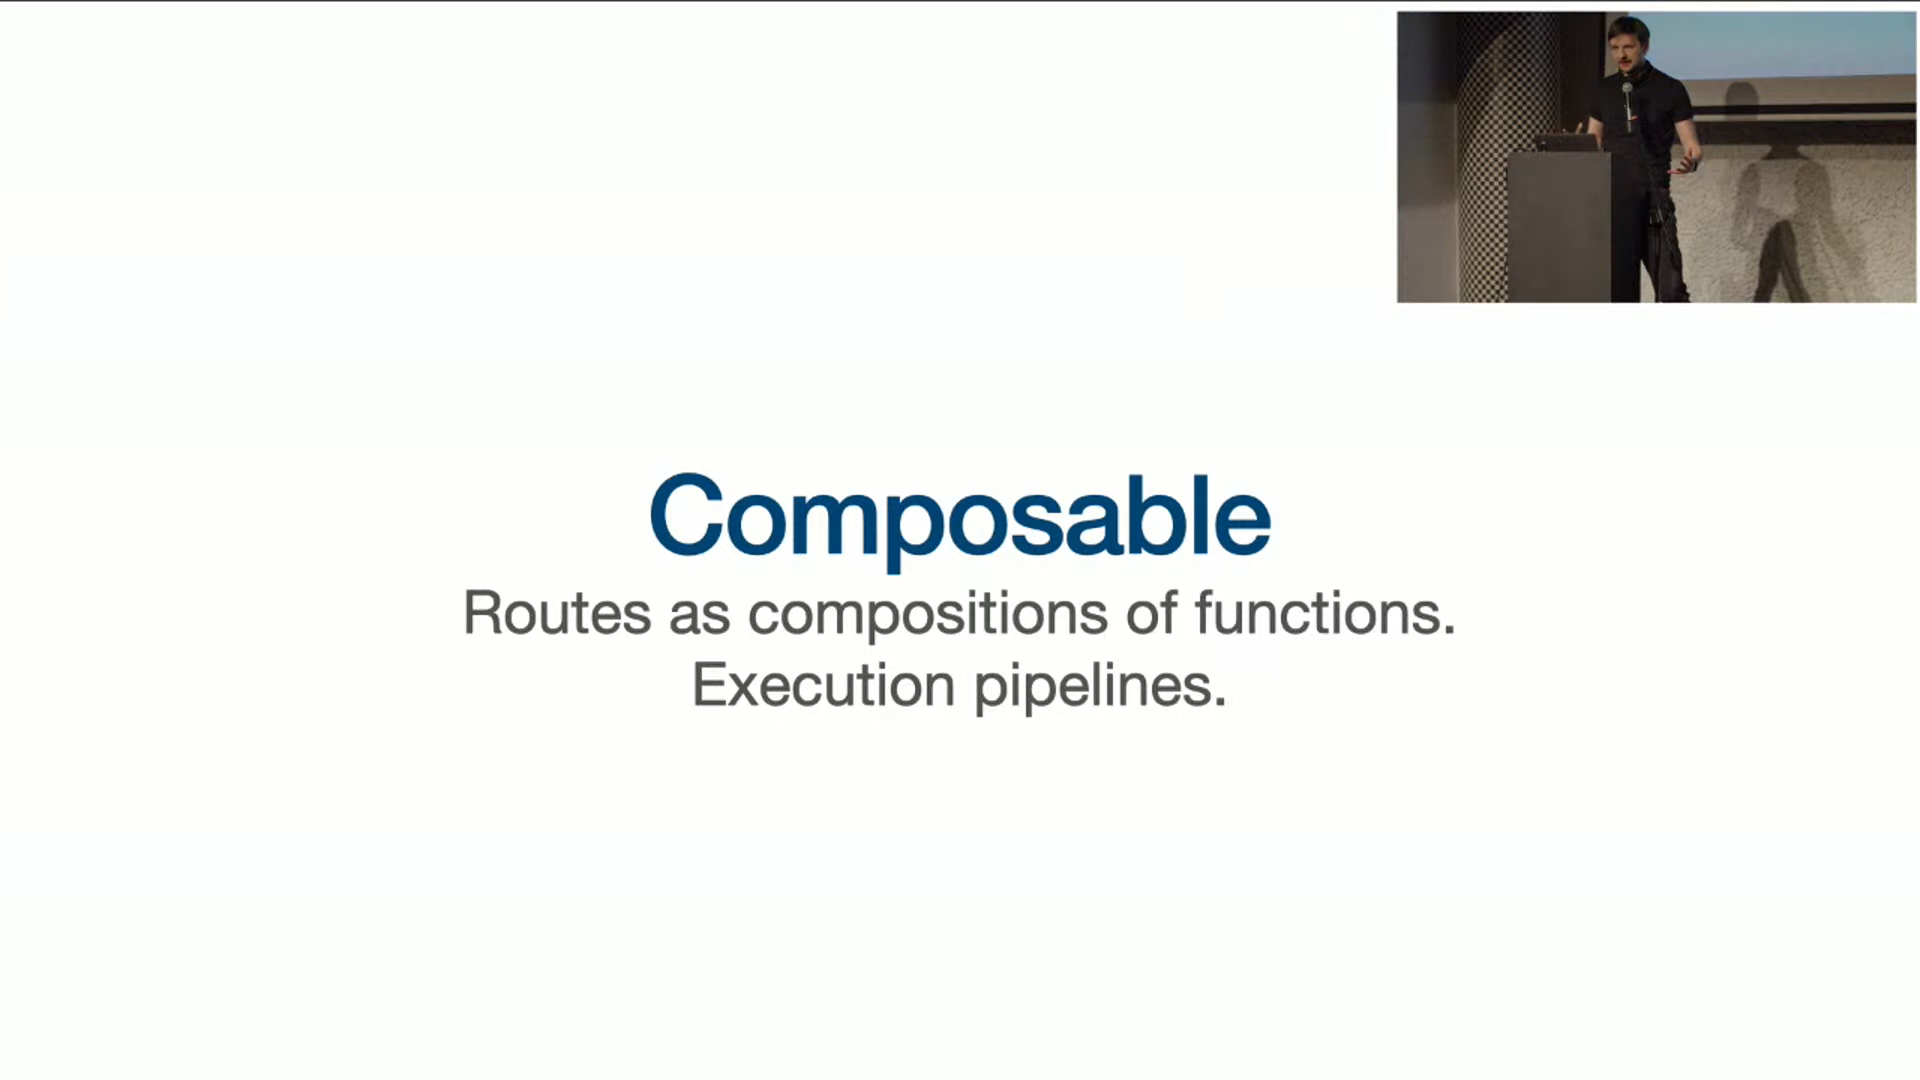 Composable
Routes as compositions of functions.
Execution pipelines.